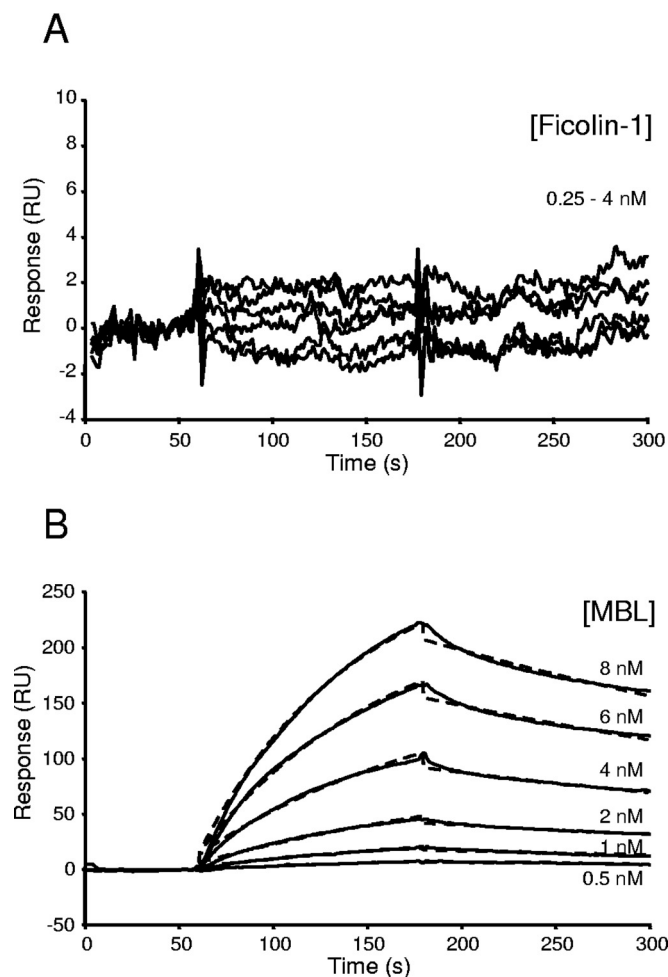 A
10
8
6
4
2
0
-2
-4
Response (RU)
[Ficolin-1]
0.25 - 4 nM
0 50 100 150 200 250 300
Time (s)
B
250
200
150
100
50
0
-50
Response (RU)
[MBL]
8 nM
6 nM
4 nM
2 nM
1 nM
0.5 nM
0 50 100 150 200 250 300
Time (s)